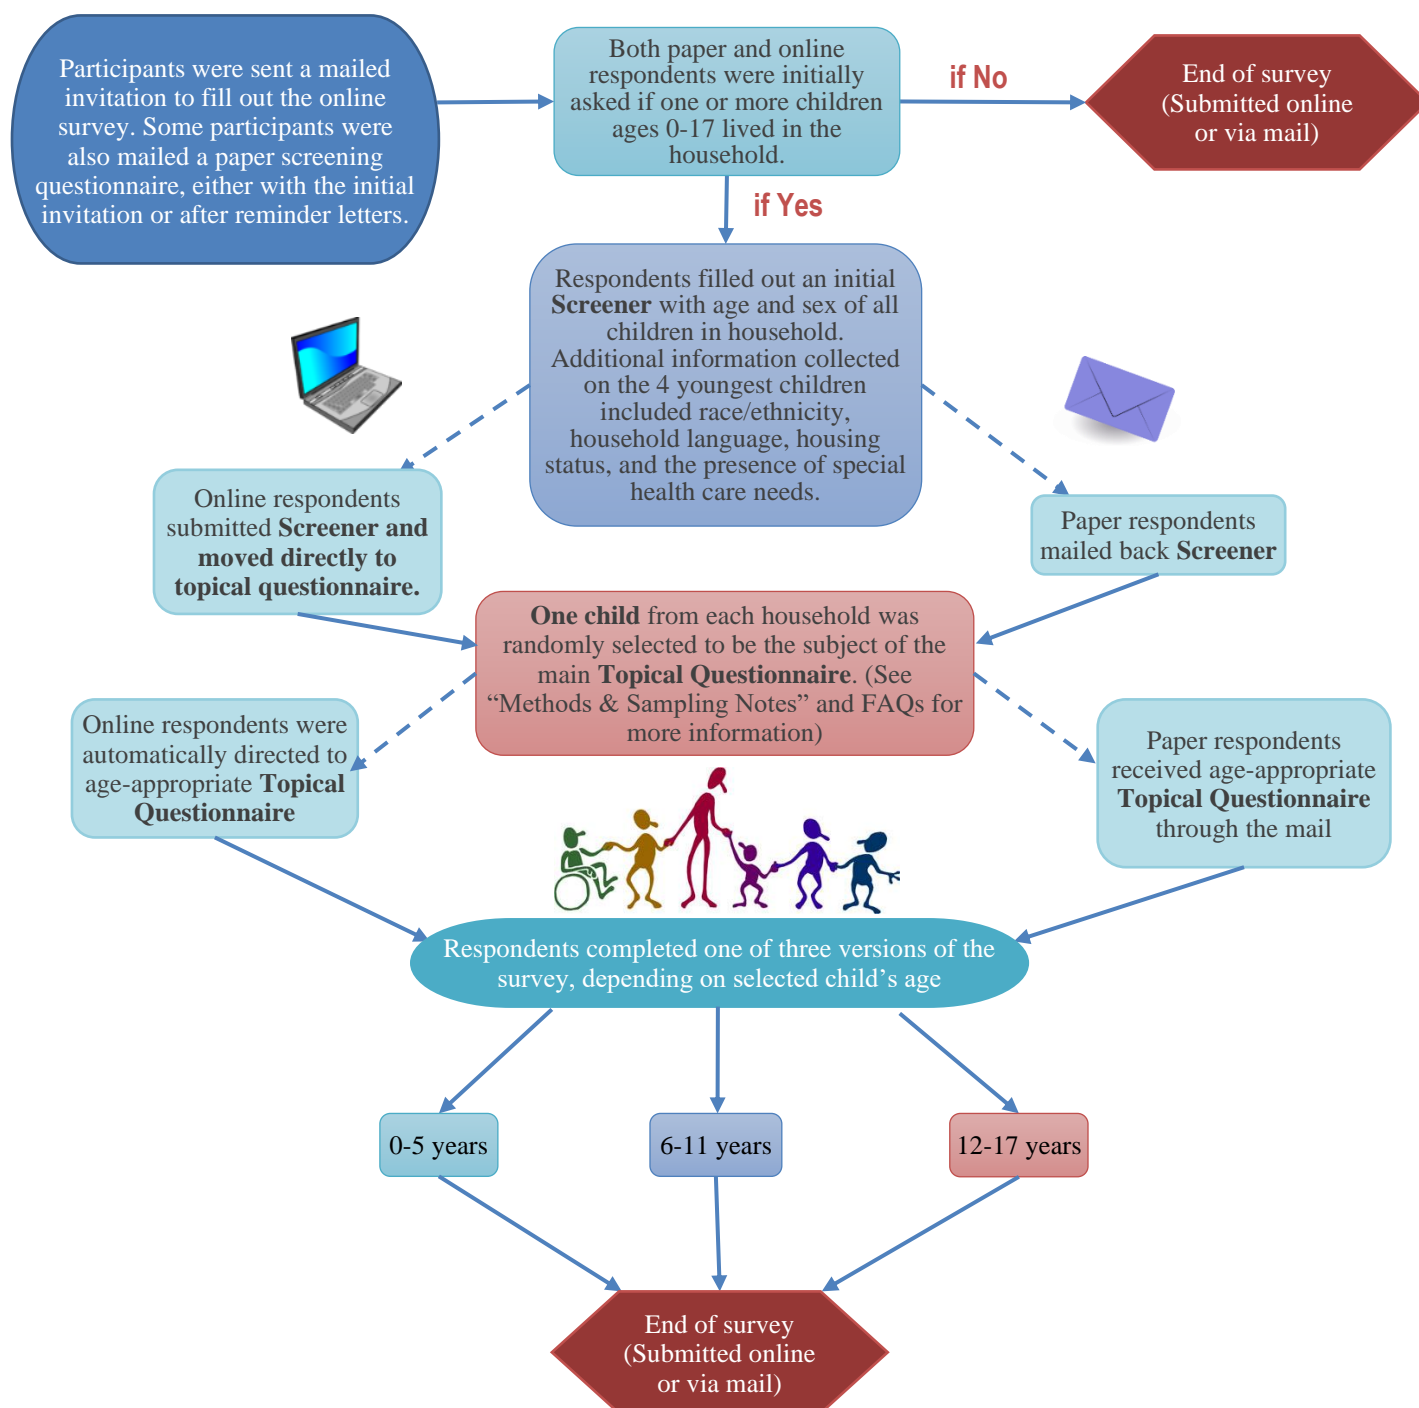 Participants were sent a mailed
invitation to fill out the online
survey. Some participants were
also mailed a paper screening
questionnaire, either with the initial
invitation or after reminder letters.
Both paper and online
respondents were initially
asked if one or more children
ages 0-17 lived in the
household.
if No
End of survey
(Submitted online
or via mail)
if Yes
Respondents filled out an initial
Screener with age and sex of all
children in household.
Additional information collected
on the 4 youngest children
included race/ethnicity,
household language, housing
status, and the presence of special
health care needs.
Online respondents
submitted Screener and
moved directly to
topical questionnaire.
Paper respondents
mailed back Screener
One child from each household was
randomly selected to be the subject of the
main Topical Questionnaire. (See
“Methods & Sampling Notes” and FAQs for
more information)
Online respondents were
automatically directed to
age-appropriate Topical
Questionnaire
Paper respondents
received age-appropriate
Topical Questionnaire
through the mail
Respondents completed one of three versions of the
survey, depending on selected child’s age
0-5 years
6-11 years
12-17 years
End of survey
(Submitted online
or via mail)